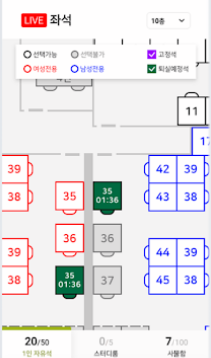 LIVE 좌석
10층
선택가능 선택불가 고정석
여성전용 남성전용 퇴실예정석
11
17
39 35 35 01:36 42 39
38 43 38
36 36
39 44 39
38 35 01:36 37 45 38
20/50 0/5 7/100
1인 자유석 스터디룸 사물함